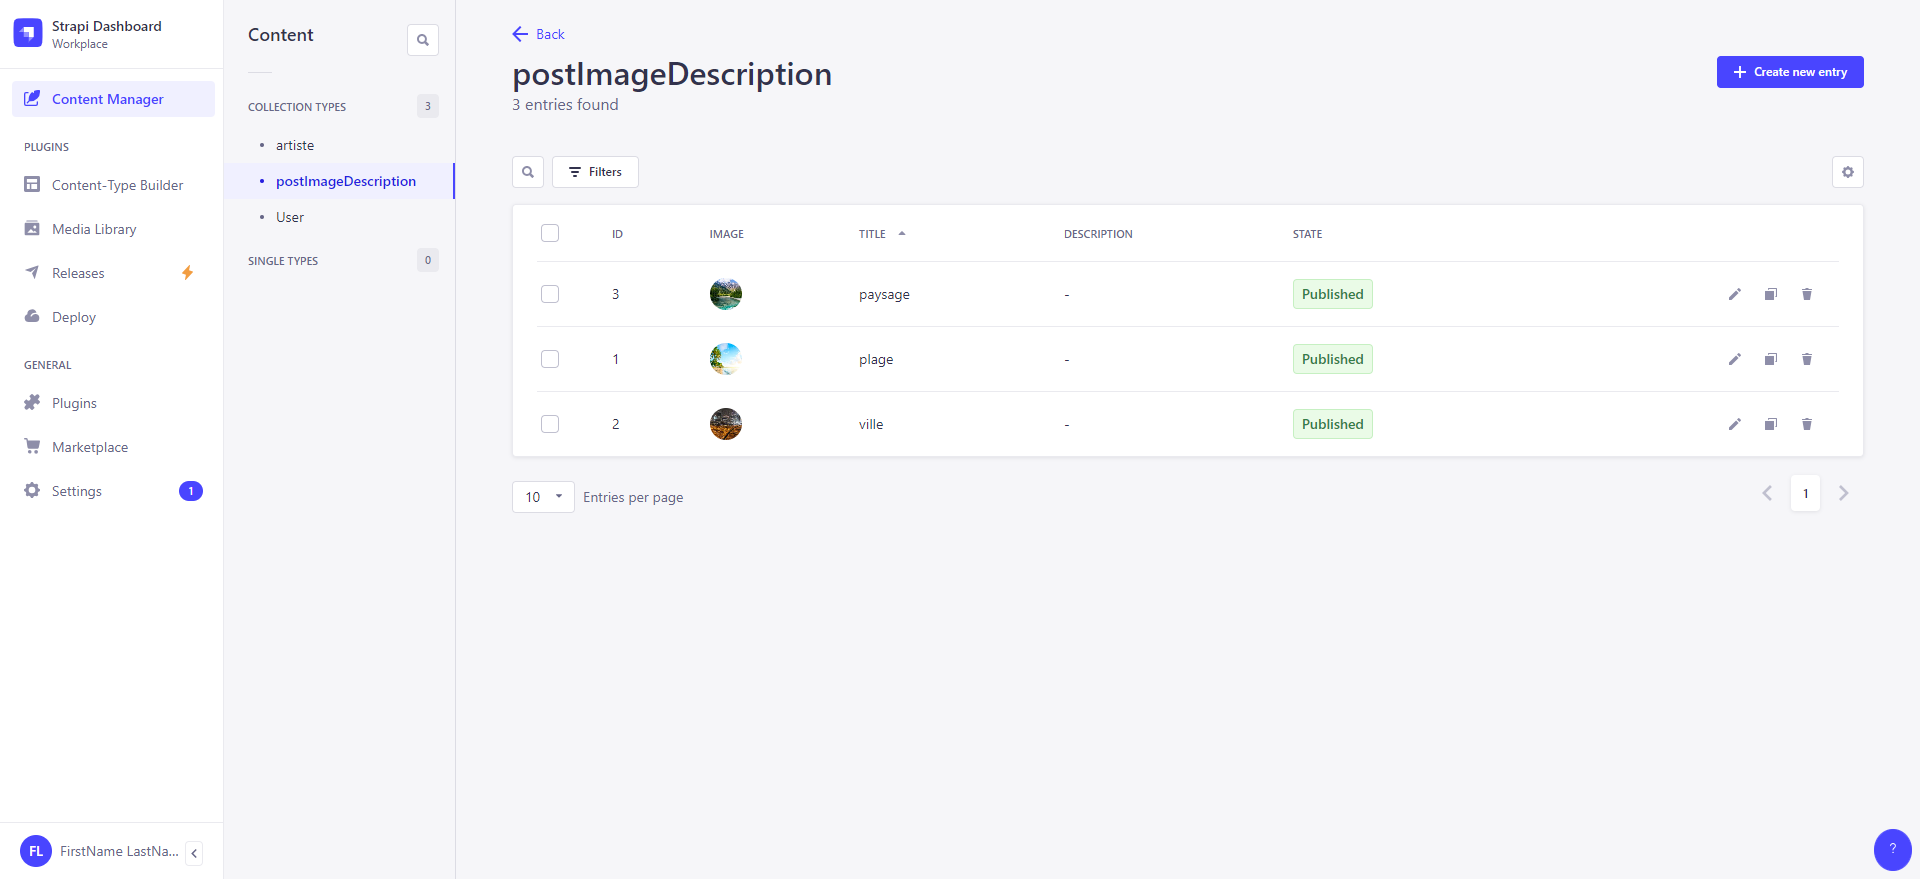 Strapi Dashboard
Workplace
Content Manager
PLUGINS
Content-Type Builder
Media Library
Releases
Deploy
GENERAL
Plugins
Marketplace
Settings
1
FL
FirstName LastNa...
Content
COLLECTION TYPES
3
artiste
postImageDescription
User
SINGLE TYPES
0
Back
postImageDescription
3 entries found
Create new entry
Filters
ID IMAGE TITLE DESCRIPTION STATE
3 paysage - Published
1 plage - Published
2 ville - Published
10 Entries per page
1
?